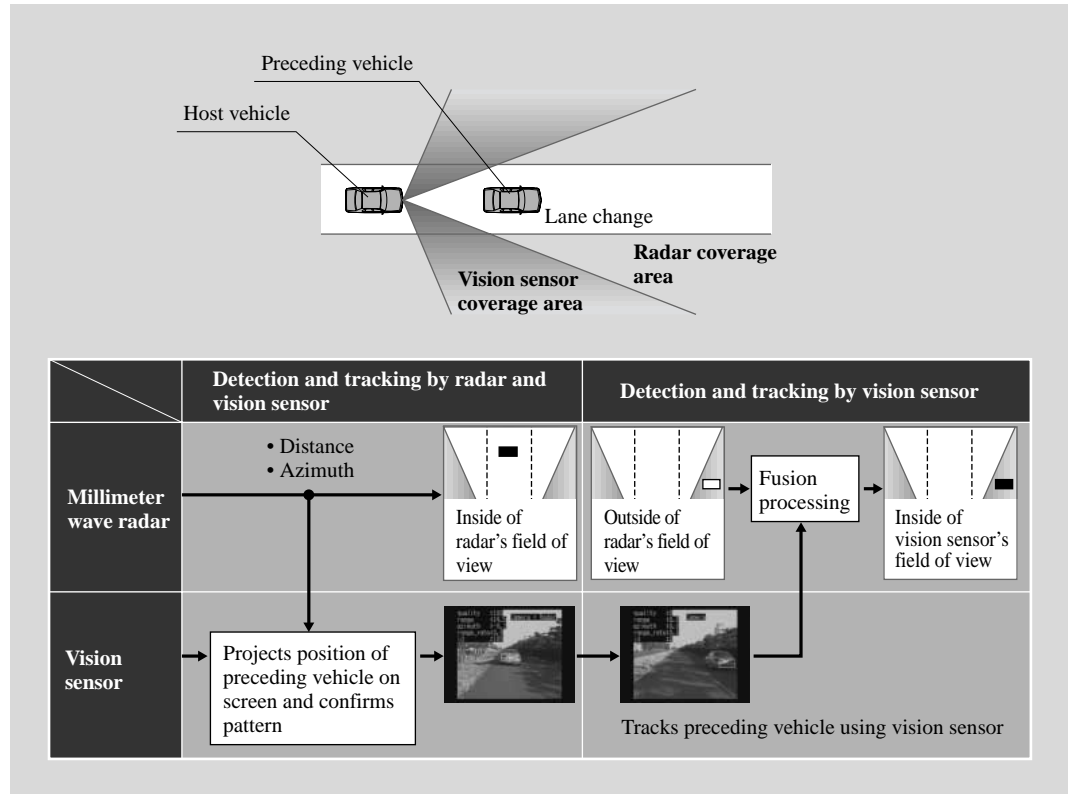 Preceding vehicle
Host vehicle
Lane change
Radar coverage
area
Vision sensor
coverage area
Detection and tracking by radar and
vision sensor
Detection and tracking by vision sensor
Millimeter
wave radar
• Distance
• Azimuth
Inside of
radar's field of
view
Outside of
radar's field of
view
Fusion
processing
Inside of
vision sensor's
field of view
Vision
sensor
Projects position of
preceding vehicle on
screen and confirms
pattern
quality
range
azimuth
Tracks preceding vehicle using vision sensor